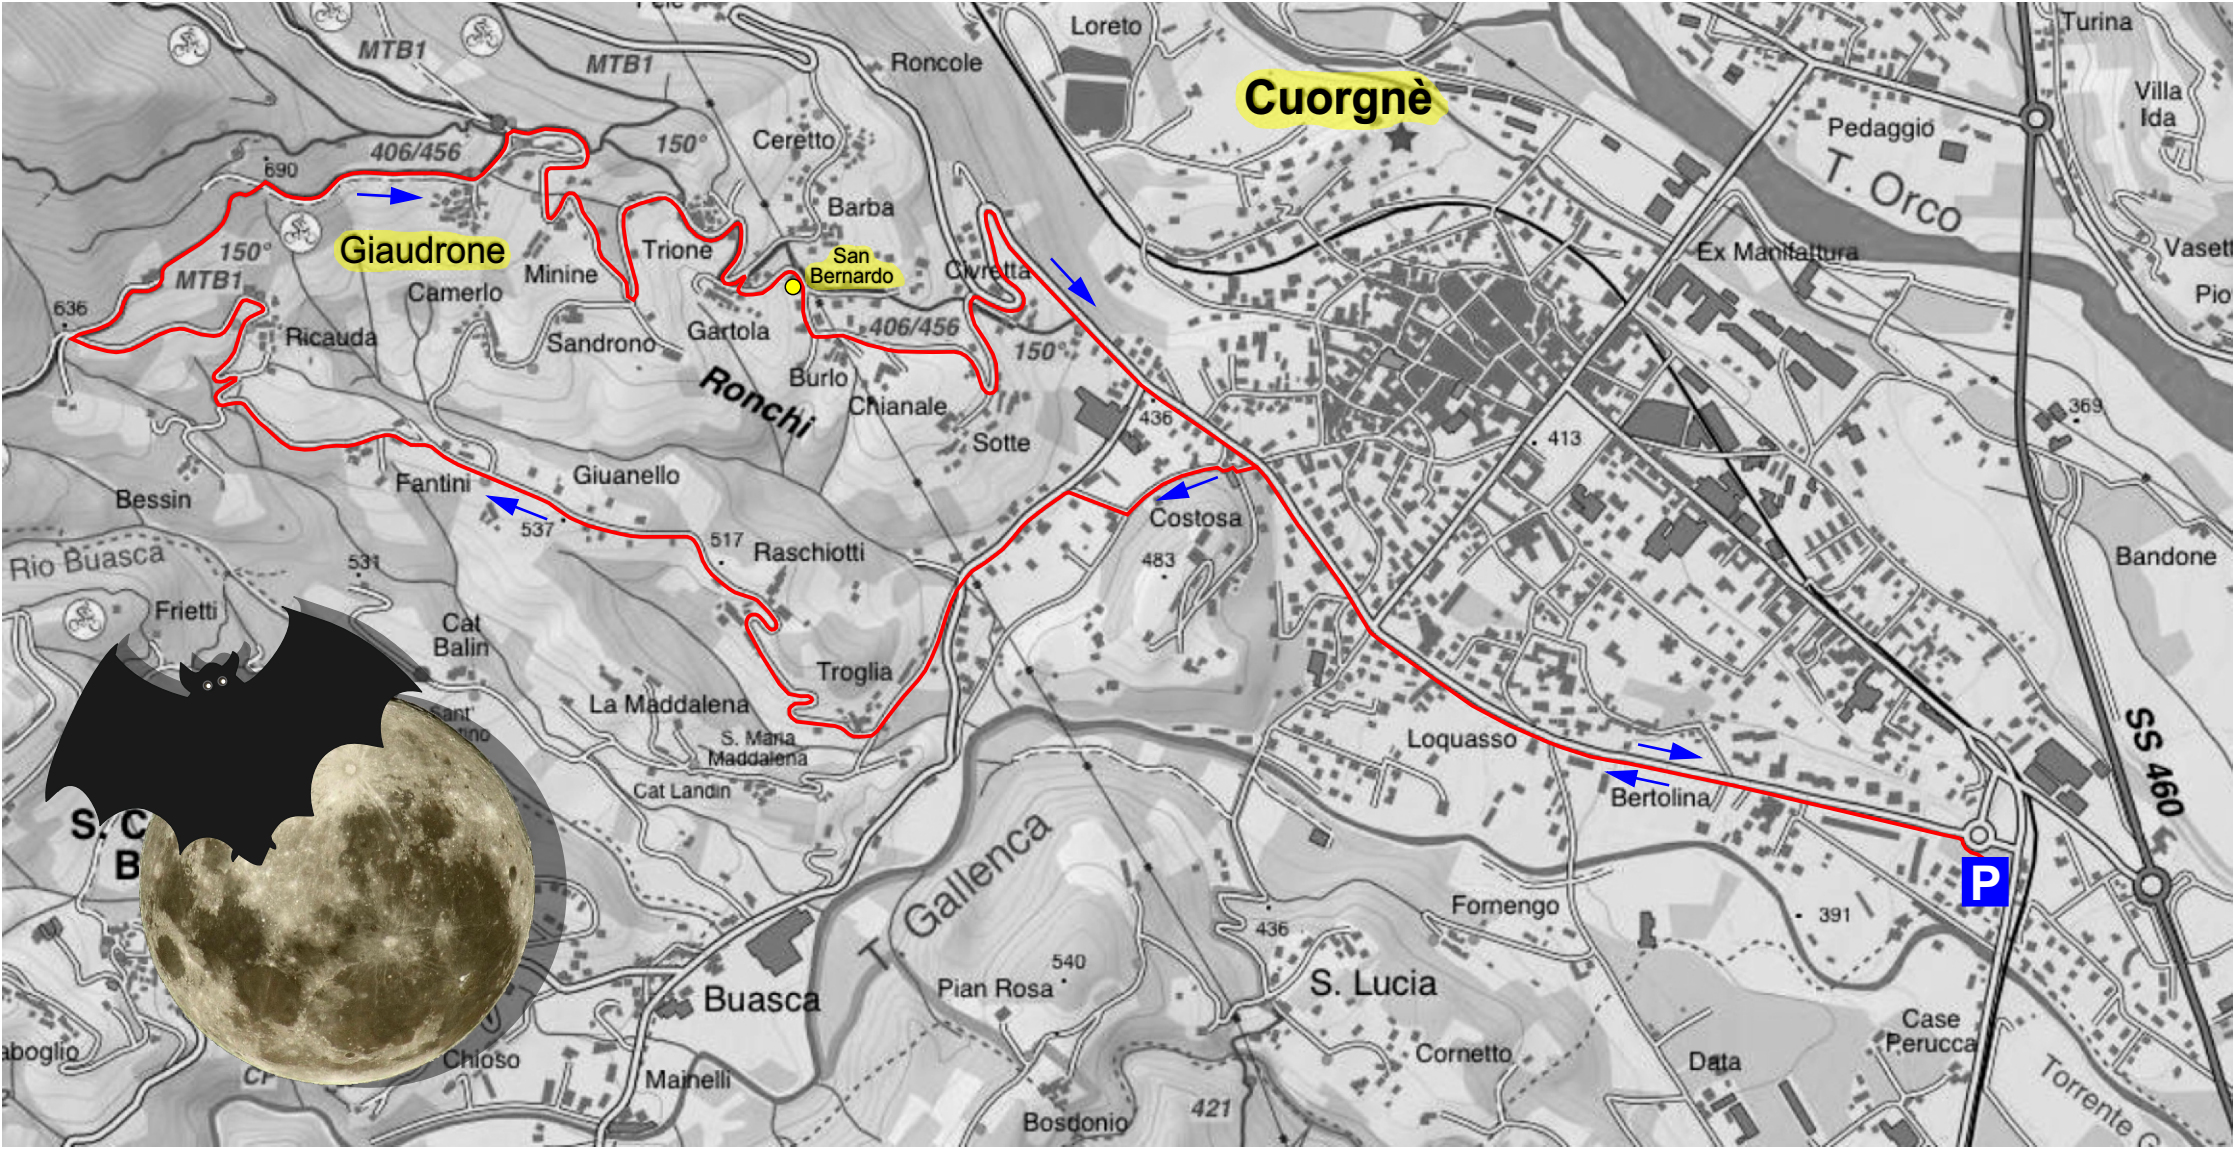 Loreto
Turina
MTB1
MTB1
Roncole
Villa
Ida
Cuorgnè
Pedaggio
T. Orco
150°
Ceretto
406/456
690
Barba
Ex Manifattura
Giaudrone
150°
MTB1
Trione
San
Bernardo
Civretta
Minine
Camerlo
636
Ricauda
Sandrono
Gartola
406/456
150°
Burlo
Ronchi
Chianale
436
369
Sotte
413
Bessin
Fantini
Giuanello
537
517
Raschiotti
Costosa
483
Bandone
Rio Buasca
531
Frietti
Cat
Balin
Troglia
La Maddalena
S. Maria
Maddalena
Sant'
Loquasso
SS 460
Cat Landin
Bertolina
S. C
B
T. Gallenca
P
Fornengo
391
436
540
Pian Rosa
S. Lucia
Buasca
Case
Perucca
aboglio
Chioso
Cornetto
Data
Mainelli
421
Bosdonio
Torrente G